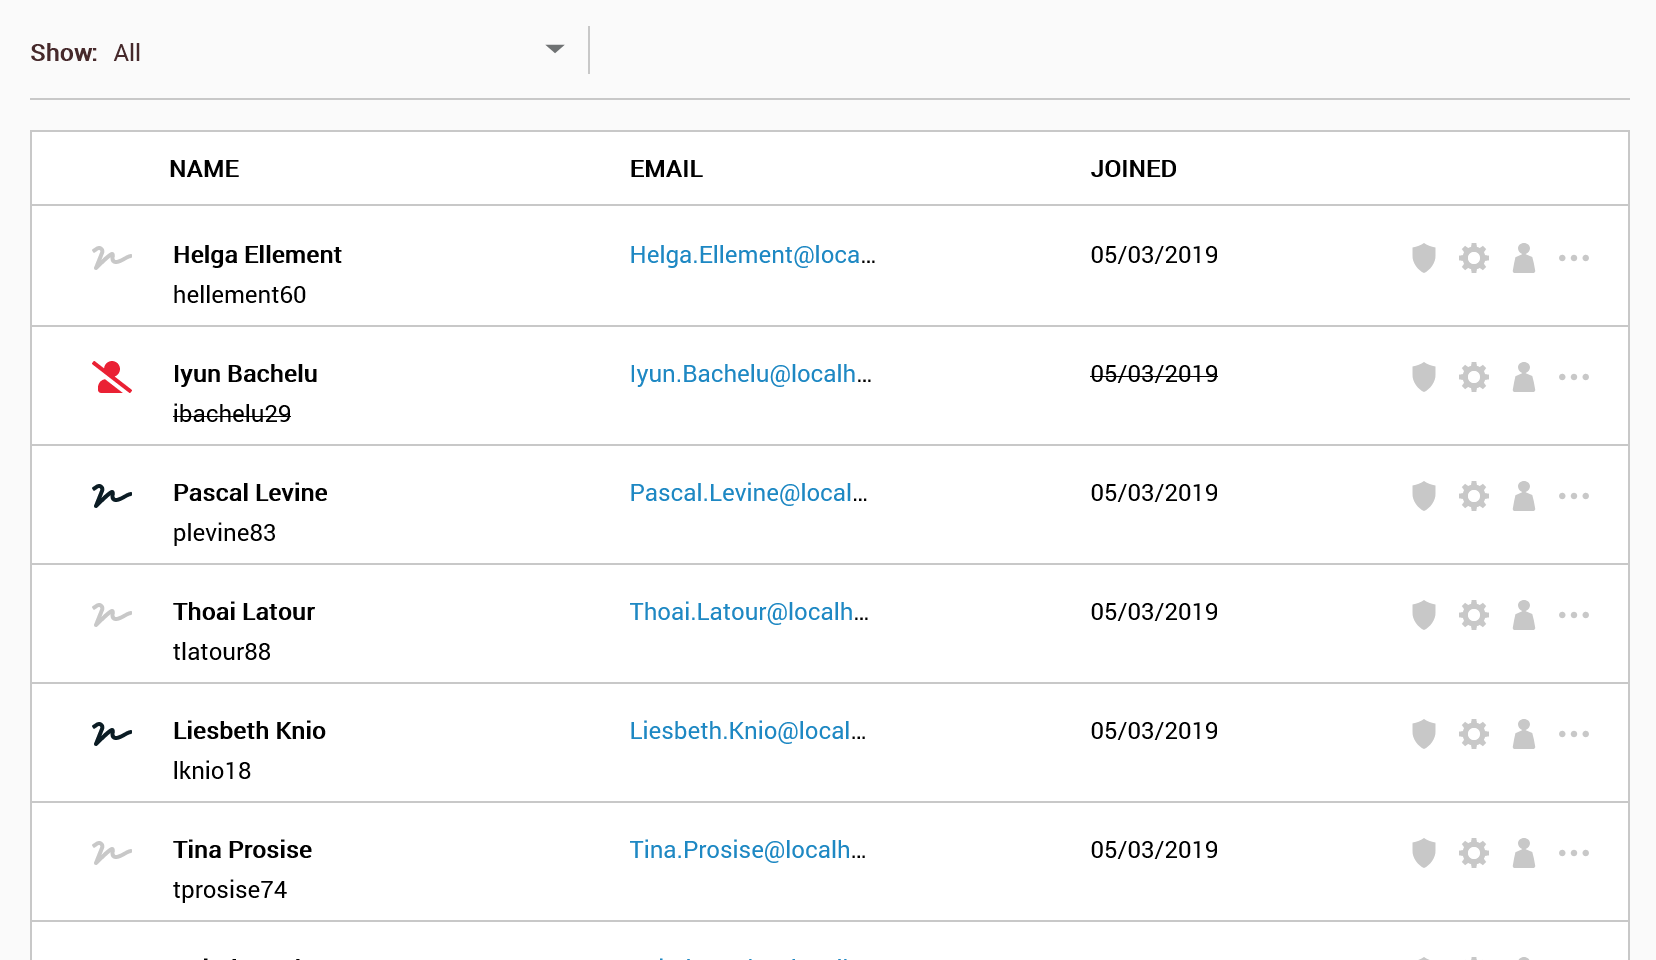 Show: All
NAME EMAIL JOINED
Helga Ellement Helga.Ellement@loca... 05/03/2019
hellement60
Iyun Bachelu Iyun.Bachelu@localh... 05/03/2019
ibachelu29
Pascal Levine Pascal.Levine@local... 05/03/2019
plevine83
Thoai Latour Thoai.Latour@localh... 05/03/2019
tlatour88
Liesbeth Knio Liesbeth.Knio@local... 05/03/2019
lknio18
Tina Prosise Tina.Prosise@localh... 05/03/2019
tprosise74